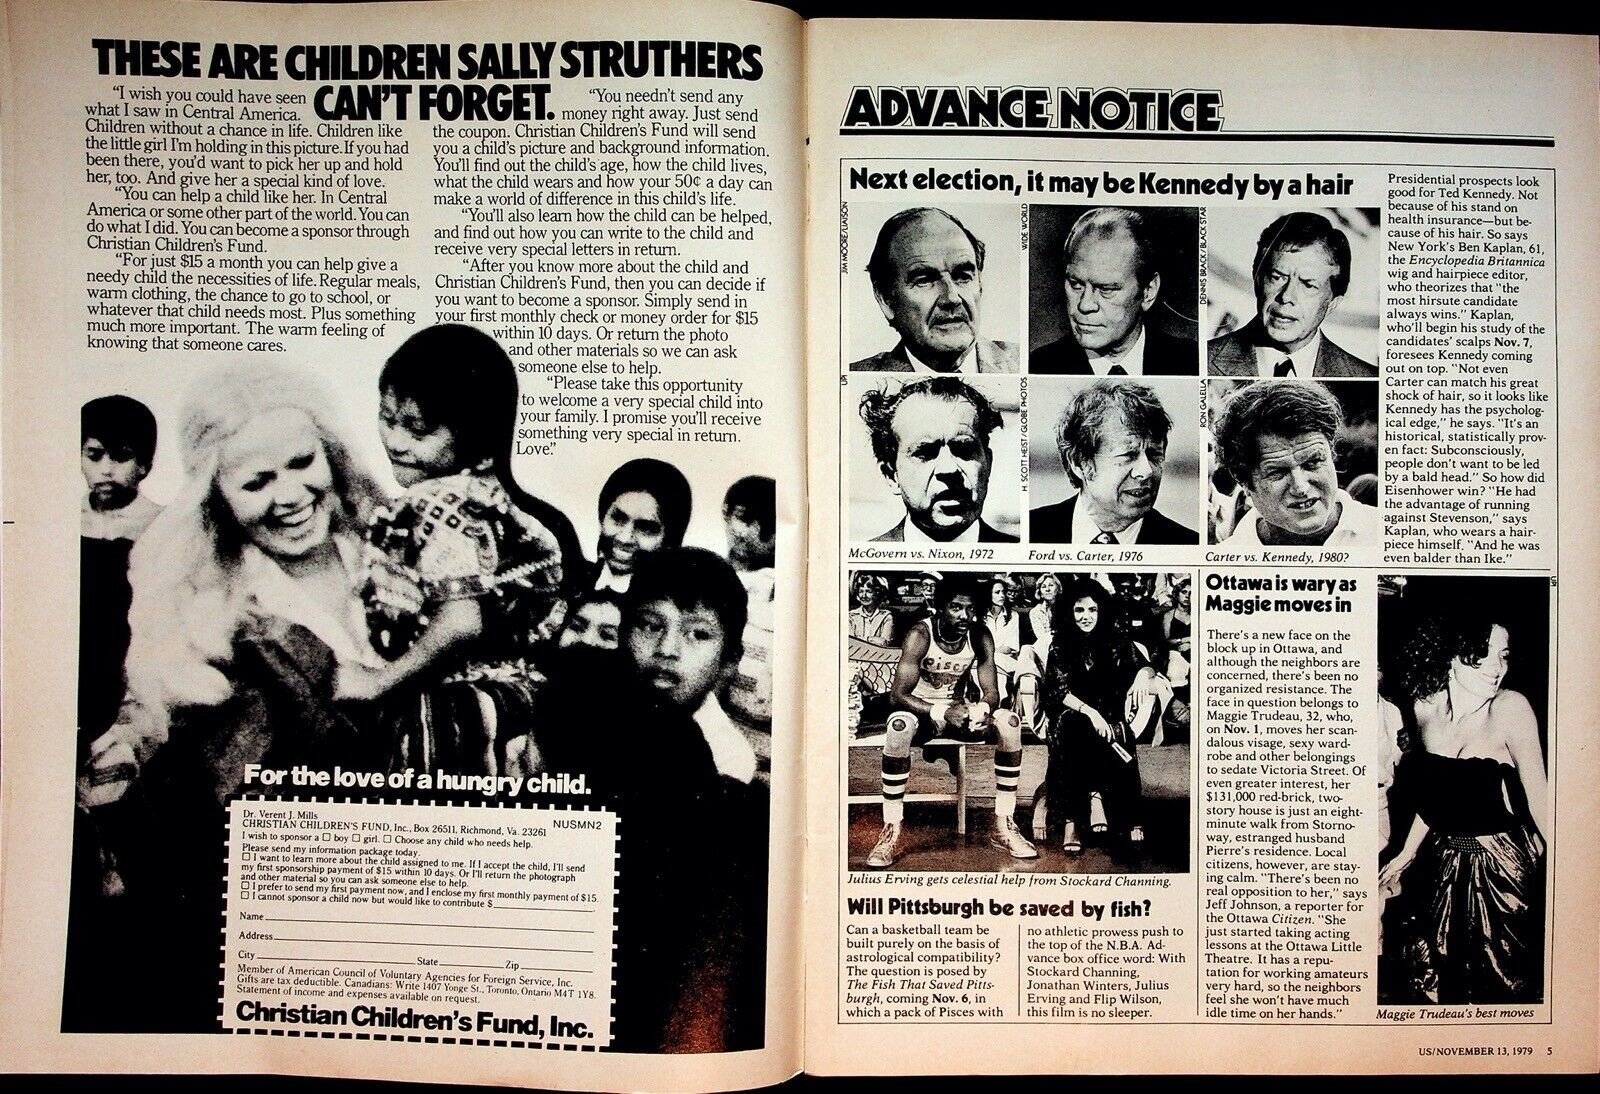 THESE ARE CHILDREN SALLY STRUTHERS
CAN'T FORGET.
"I wish you could have seen
what I saw in Central America.
Children without a chance in life. Children like
the little girl I'm holding in this picture. If you had
been there, you'd want to pick her up and hold
her, too. And give her a special kind of love.
"You can help a child like her. In Central
America or some other part of the world. You can
do what I did. You can become a sponsor through
Christian Children's Fund.
"For just $15 a month you can help give a
needy child the necessities of life. Regular meals,
warm clothing, the chance to go to school, or
whatever that child needs most. Plus something
much more important. The warm feeling of
knowing that someone cares.
"You needn't send any
money right away. Just send
the coupon. Christian Children's Fund will send
you a child's picture and background information.
You'll find out the child's age, how the child lives,
what the child wears and how your 50¢ a day can
make a world of difference in this child's life.
"You'll also learn how the child can be helped,
and find out how you can write to the child and
receive very special letters in return.
"After you know more about the child and
Christian Children's Fund, then you can decide if
you want to become a sponsor. Simply send in
your first monthly check or money order for $15
within 10 days. Or return the photo
and other materials so we can ask
someone else to help.
"Please take this opportunity
to welcome a very special child into
your family. I promise you'll receive
something very special in return.
Love."
For the love of a hungry child.
Dr. Verent J. Mills
CHRISTIAN CHILDREN'S FUND, Inc., Box 26511, Richmond, Va. 23261
NUSMN2
I wish to sponsor a ☐ boy ☐ girl. ☐ Choose any child who needs help.
Please send my information package today.
☐ I want to learn more about the child assigned to me. If I accept the child, I'll send
my first sponsorship payment of $15 within 10 days. Or I'll return the photograph
and other material so you can ask someone else to help.
☐ I prefer to send my first payment now, and I enclose my first monthly payment of $15.
☐ I cannot sponsor a child now but would like to contribute $
Name
Address
City State Zip
Member of American Council of Voluntary Agencies for Foreign Service, Inc.
Gifts are tax deductible. Canadians: Write 1407 Yonge St., Toronto, Ontario M4T 1Y8.
Statement of income and expenses available on request.
Christian Children's Fund, Inc.
ADVANCE NOTICE
Next election, it may be Kennedy by a hair
JIM MOORE/LIAISON
WIDE WORLD
DENNIS BRACK/BLACK STAR
UPI
H. SCOTT HEIST/GLOBE PHOTOS
RON GALELLA
McGovern vs. Nixon, 1972
Ford vs. Carter, 1976
Carter vs. Kennedy, 1980?
Presidential prospects look
good for Ted Kennedy. Not
because of his stand on
health insurance—but be-
cause of his hair. So says
New York's Ben Kaplan, 61,
the Encyclopedia Britannica
wig and hairpiece editor,
who theorizes that "the
most hirsute candidate
always wins." Kaplan,
who'll begin his study of the
candidates' scalps Nov. 7,
foresees Kennedy coming
out on top. "Not even
Carter can match his great
shock of hair, so it looks like
Kennedy has the psycholog-
ical edge," he says. "It's an
historical, statistically prov-
en fact: Subconsciously,
people don't want to be led
by a bald head." So how did
Eisenhower win? "He had
the advantage of running
against Stevenson," says
Kaplan, who wears a hair-
piece himself. "And he was
even balder than Ike."
PISCES
Julius Erving gets celestial help from Stockard Channing.
Will Pittsburgh be saved by fish?
Can a basketball team be
built purely on the basis of
astrological compatibility?
The question is posed by
The Fish That Saved Pitts-
burgh, coming Nov. 6, in
which a pack of Pisces with
no athletic prowess push to
the top of the N.B.A. Ad-
vance box office word: With
Stockard Channing,
Jonathan Winters, Julius
Erving and Flip Wilson,
this film is no sleeper.
Ottawa is wary as
Maggie moves in
There's a new face on the
block up in Ottawa, and
although the neighbors are
concerned, there's been no
organized resistance. The
face in question belongs to
Maggie Trudeau, 32, who,
on Nov. 1, moves her scan-
dalous visage, sexy ward-
robe and other belongings
to sedate Victoria Street. Of
even greater interest, her
$131,000 red-brick, two-
story house is just an eight-
minute walk from Storno-
way, estranged husband
Pierre's residence. Local
citizens, however, are stay-
ing calm. "There's been no
real opposition to her," says
Jeff Johnson, a reporter for
the Ottawa Citizen. "She
just started taking acting
lessons at the Ottawa Little
Theatre. It has a repu-
tation for working amateurs
very hard, so the neighbors
feel she won't have much
idle time on her hands."
UPI
Maggie Trudeau's best moves
US/NOVEMBER 13, 1979 5